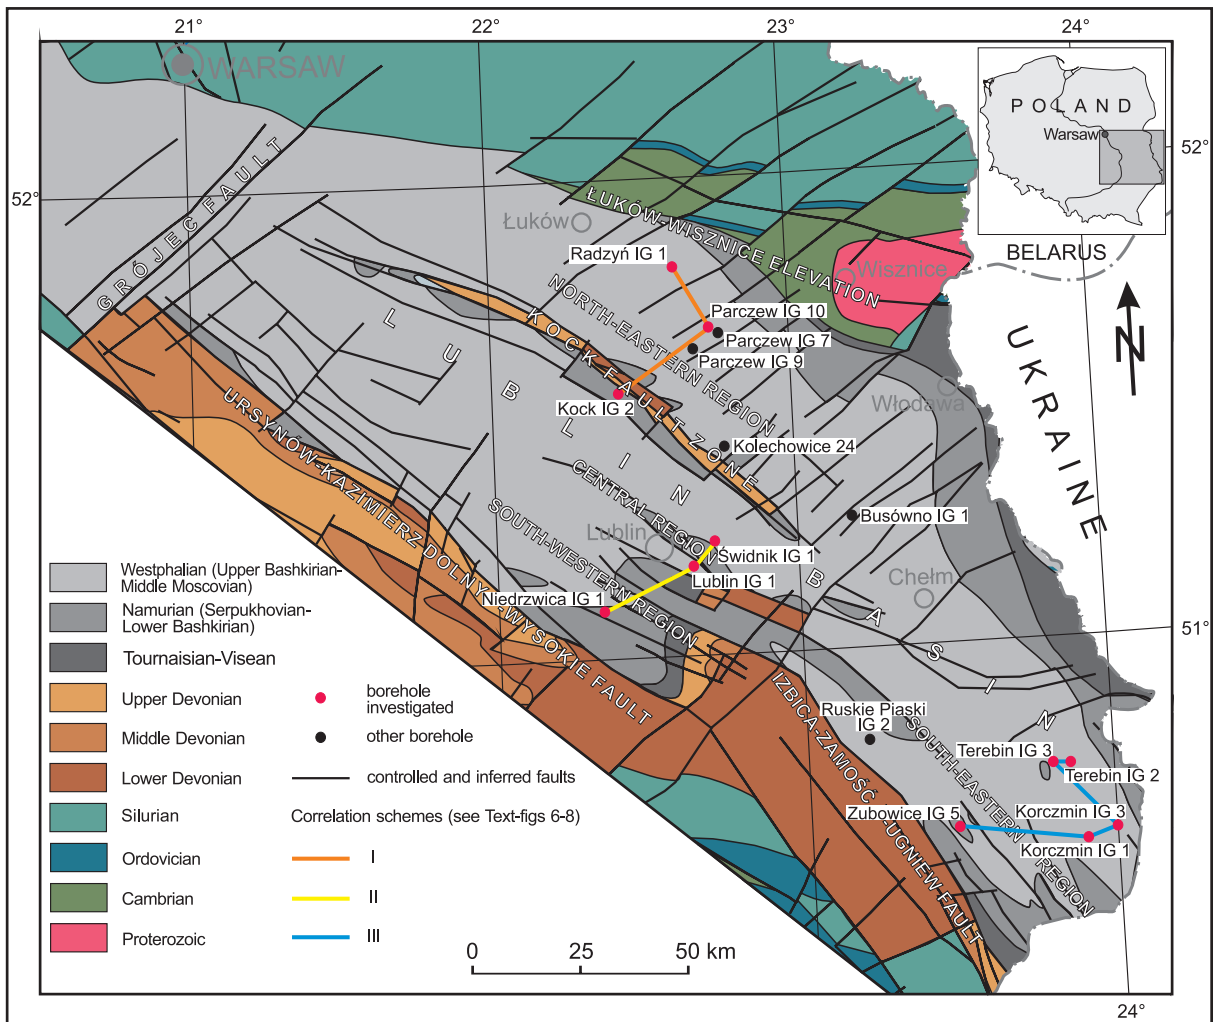 21°
22°
23°
24°
WARSAW
POLAND
Warsaw
52°
52°
GRÓJEC FAULT
Łuków
ŁUKÓW-WISZNICE ELEVATION
BELARUS
Radzyń IG 1
Wisznice
NORTH-EASTERN REGION
Parczew IG 10
Parczew IG 7
Parczew IG 9
KOCK FAULT ZONE
UKRAINE
N
Włodawa
Kock IG 2
LUBLIN BASIN
URSYNÓW-KAZIMIERZ DOLNY-WYSOKIE FAULT
Kolechowice 24
CENTRAL REGION
SOUTH-WESTERN REGION
Busówno IG 1
Lublin
Świdnik IG 1
Lublin IG 1
Chełm
Niedrzwica IG 1
51°
IZBICA-ZAMOŚĆ-UGNIEW FAULT
Ruskie Piaski
IG 2
SOUTH-EASTERN REGION
Terebin IG 3
Terebin IG 2
Zubowice IG 5
Korczmin IG 3
Korczmin IG 1
Westphalian (Upper Bashkirian-
Middle Moscovian)
Namurian (Serpukhovian-
Lower Bashkirian)
Tournaisian-Visean
Upper Devonian
Middle Devonian
Lower Devonian
Silurian
Ordovician
Cambrian
Proterozoic
borehole
investigated
other borehole
controlled and inferred faults
Correlation schemes (see Text-figs 6-8)
I
II
III
0 25 50 km
24°